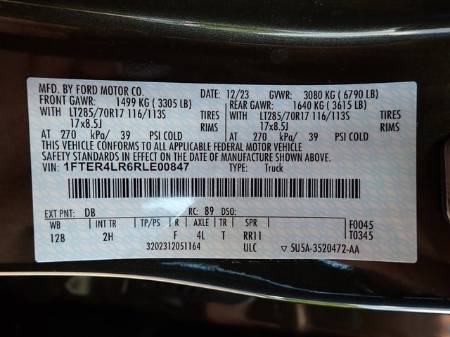 MFD. BY FORD MOTOR CO.
DATE: 12/23 GVWR: 3080 KG (6790 LB)
FRONT GAWR: 1499 KG (3305 LB) REAR GAWR: 1640 KG (3615 LB)
WITH LT285/70R17 116/113S TIRES WITH LT285/70R17 116/113S TIRES
17x8.5J RIMS 17x8.5J RIMS
AT 270 kPa/ 39 PSI COLD AT 270 kPa/ 39 PSI COLD
THIS VEHICLE CONFORMS TO ALL APPLICABLE FEDERAL MOTOR VEHICLE SAFETY AND THEFT PREVENTION STANDARDS IN EFFECT ON THE DATE OF MANUFACTURE SHOWN ABOVE.
VIN: 1FTER4LR6RLE00847 TYPE: Truck
EXT PNT: DB RC: 89 DSO:
WB INT TR TP/PS R AXLE TR SPR F0045
128 2H F 4L T RR11 T0345
3202312051164 ULC ▽ 5U5A-3520472-AA